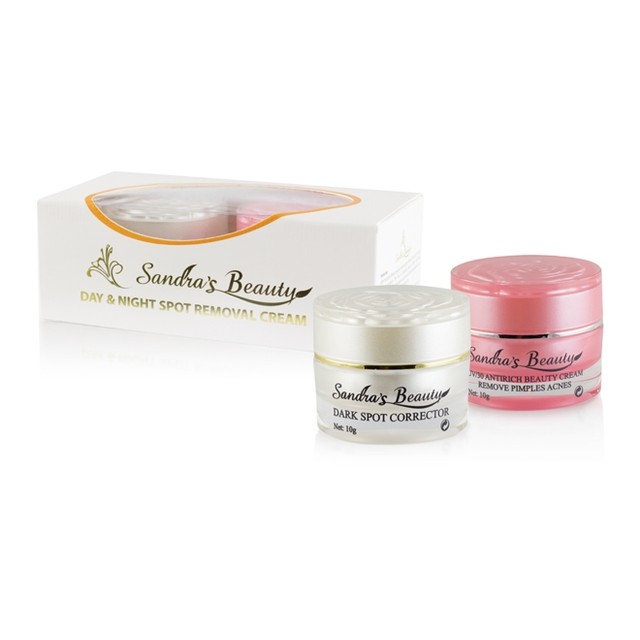 Sandra's Beauty
DAY & NIGHT SPOT REMOVAL CREAM
Sandra's Beauty
DARK SPOT CORRECTOR
Net: 10g
Sandra's Beauty
ANTIRICH BEAUTY CREAM
REMOVE PIMPLES ACNES
Net: 10g